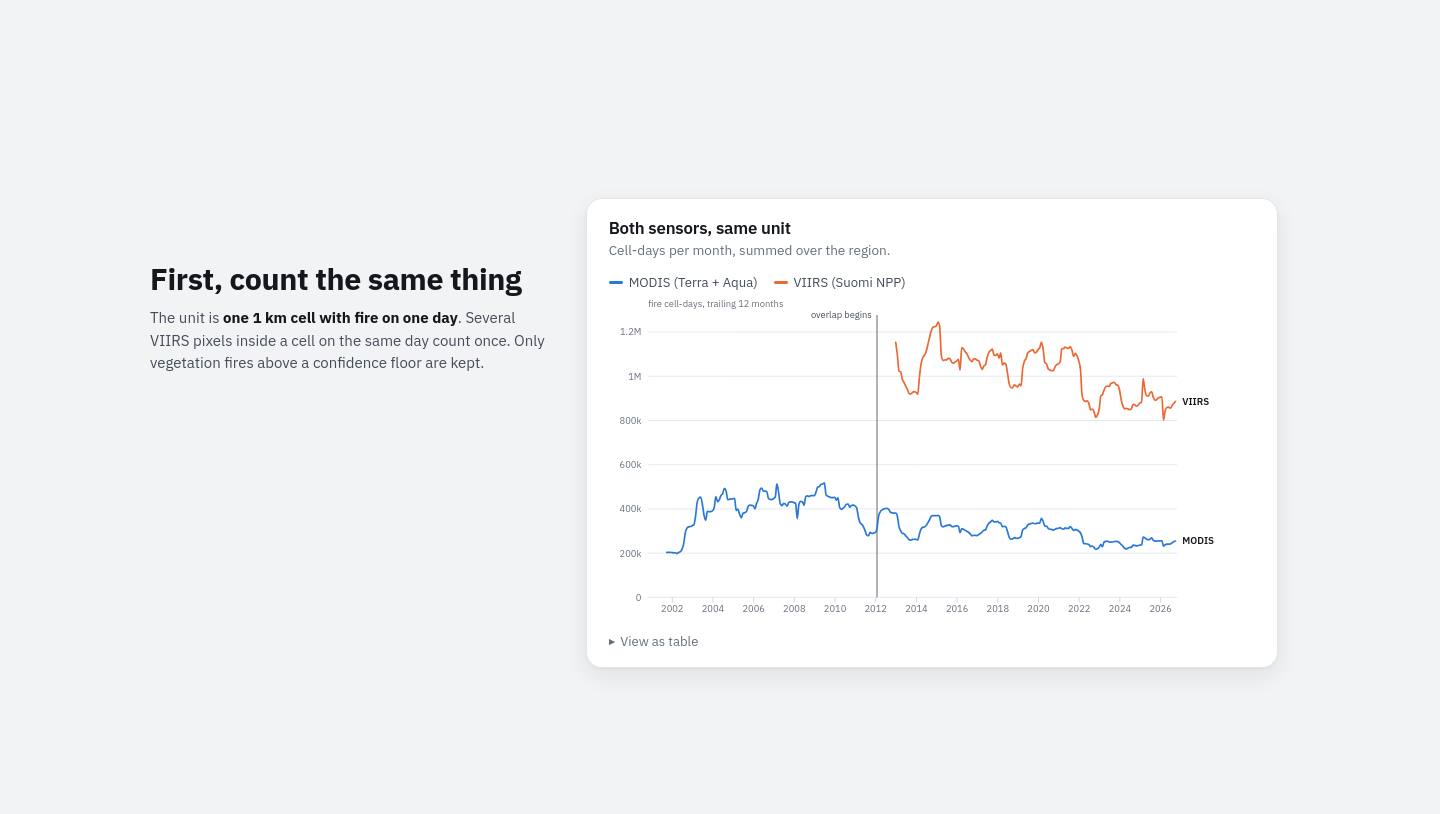 First, count the same thing
The unit is one 1 km cell with fire on one day. Several
VIIRS pixels inside a cell on the same day count once. Only
vegetation fires above a confidence floor are kept.
Both sensors, same unit
Cell-days per month, summed over the region.
MODIS (Terra + Aqua) VIIRS (Suomi NPP)
fire cell-days, trailing 12 months
overlap begins
1.2M
1M
800k
600k
400k
200k
0
VIIRS
MODIS
2002 2004 2006 2008 2010 2012 2014 2016 2018 2020 2022 2024 2026
▸ View as table